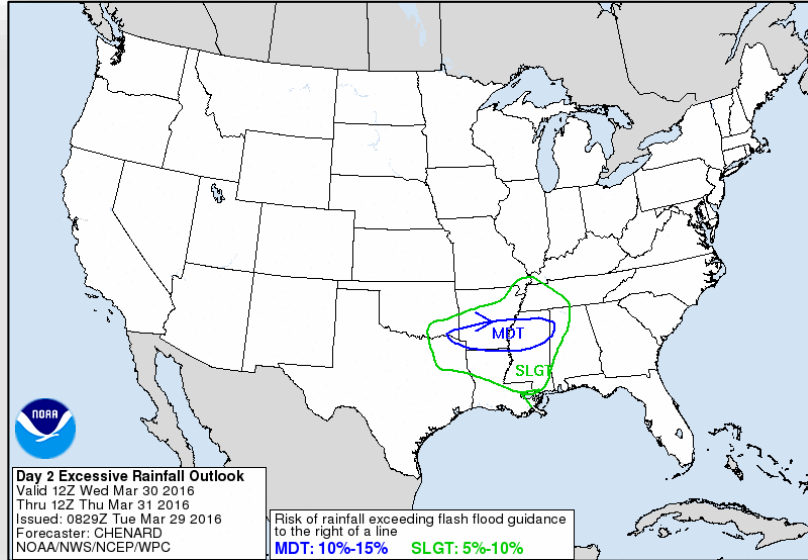 MDT
SLGT
NOAA
Day 2 Excessive Rainfall Outlook
Valid 12Z Wed Mar 30 2016
Thru 12Z Thu Mar 31 2016
Issued: 0829Z Tue Mar 29 2016
Forecaster: CHENARD
NOAA/NWS/NCEP/WPC
Risk of rainfall exceeding flash flood guidance
to the right of a line
MDT: 10%-15% SLGT: 5%-10%